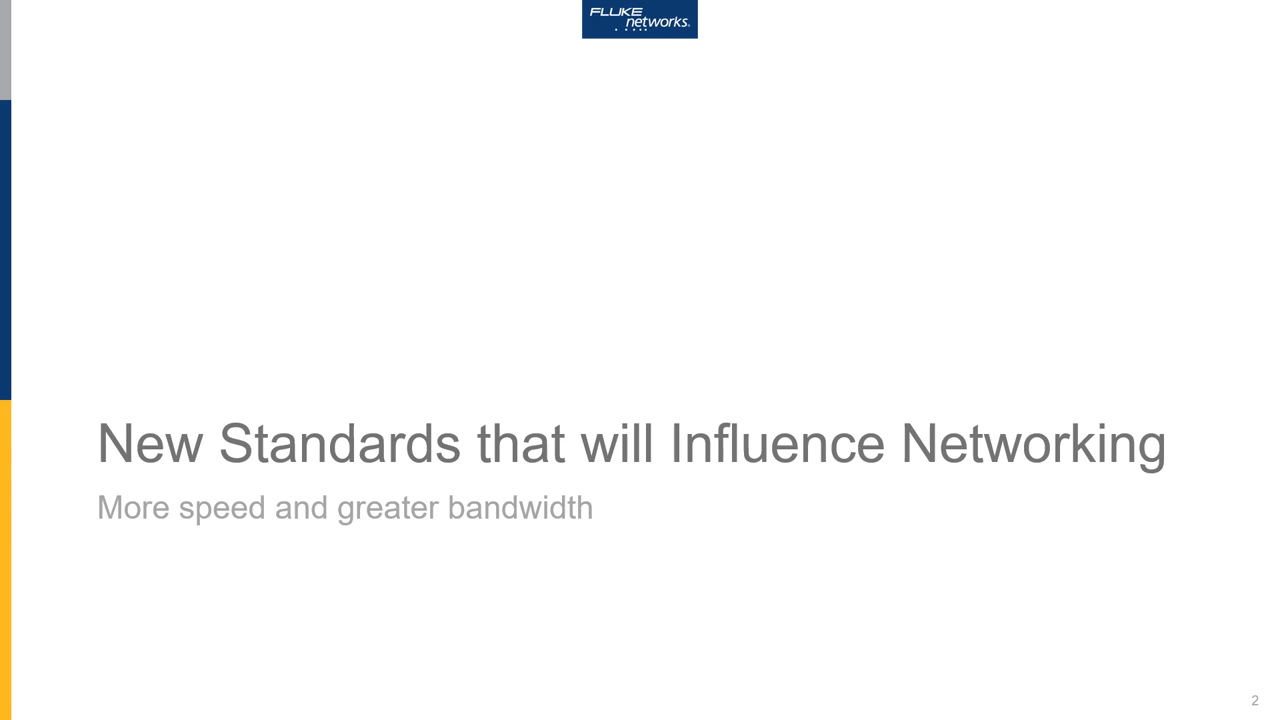 FLUKE
networks®
New Standards that will Influence Networking
More speed and greater bandwidth
2